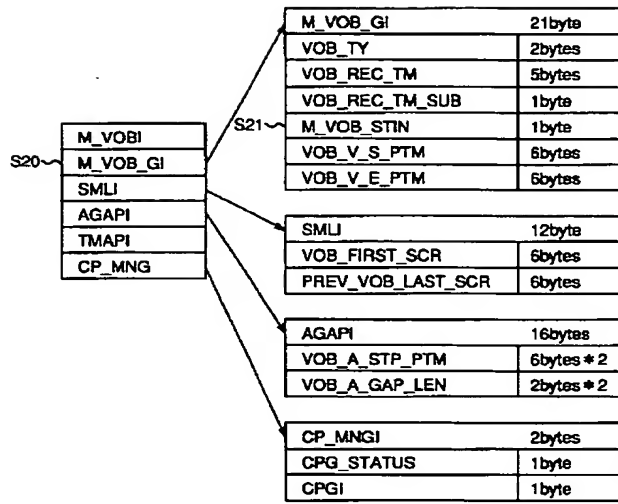 M_VOB_GI 21byte
VOB_TY 2bytes
VOB_REC_TM 5bytes
VOB_REC_TM_SUB 1byte
S21 M_VOB_STIN 1byte
VOB_V_S_PTM 6bytes
VOB_V_E_PTM 6bytes
M_VOBI
S20 M_VOB_GI
SMLI
AGAPI
TMAPI
CP_MNG
SMLI 12byte
VOB_FIRST_SCR 6bytes
PREV_VOB_LAST_SCR 6bytes
AGAPI 16bytes
VOB_A_STP_PTM 6bytes*2
VOB_A_GAP_LEN 2bytes*2
CP_MNGI 2bytes
CPG_STATUS 1byte
CPGI 1byte